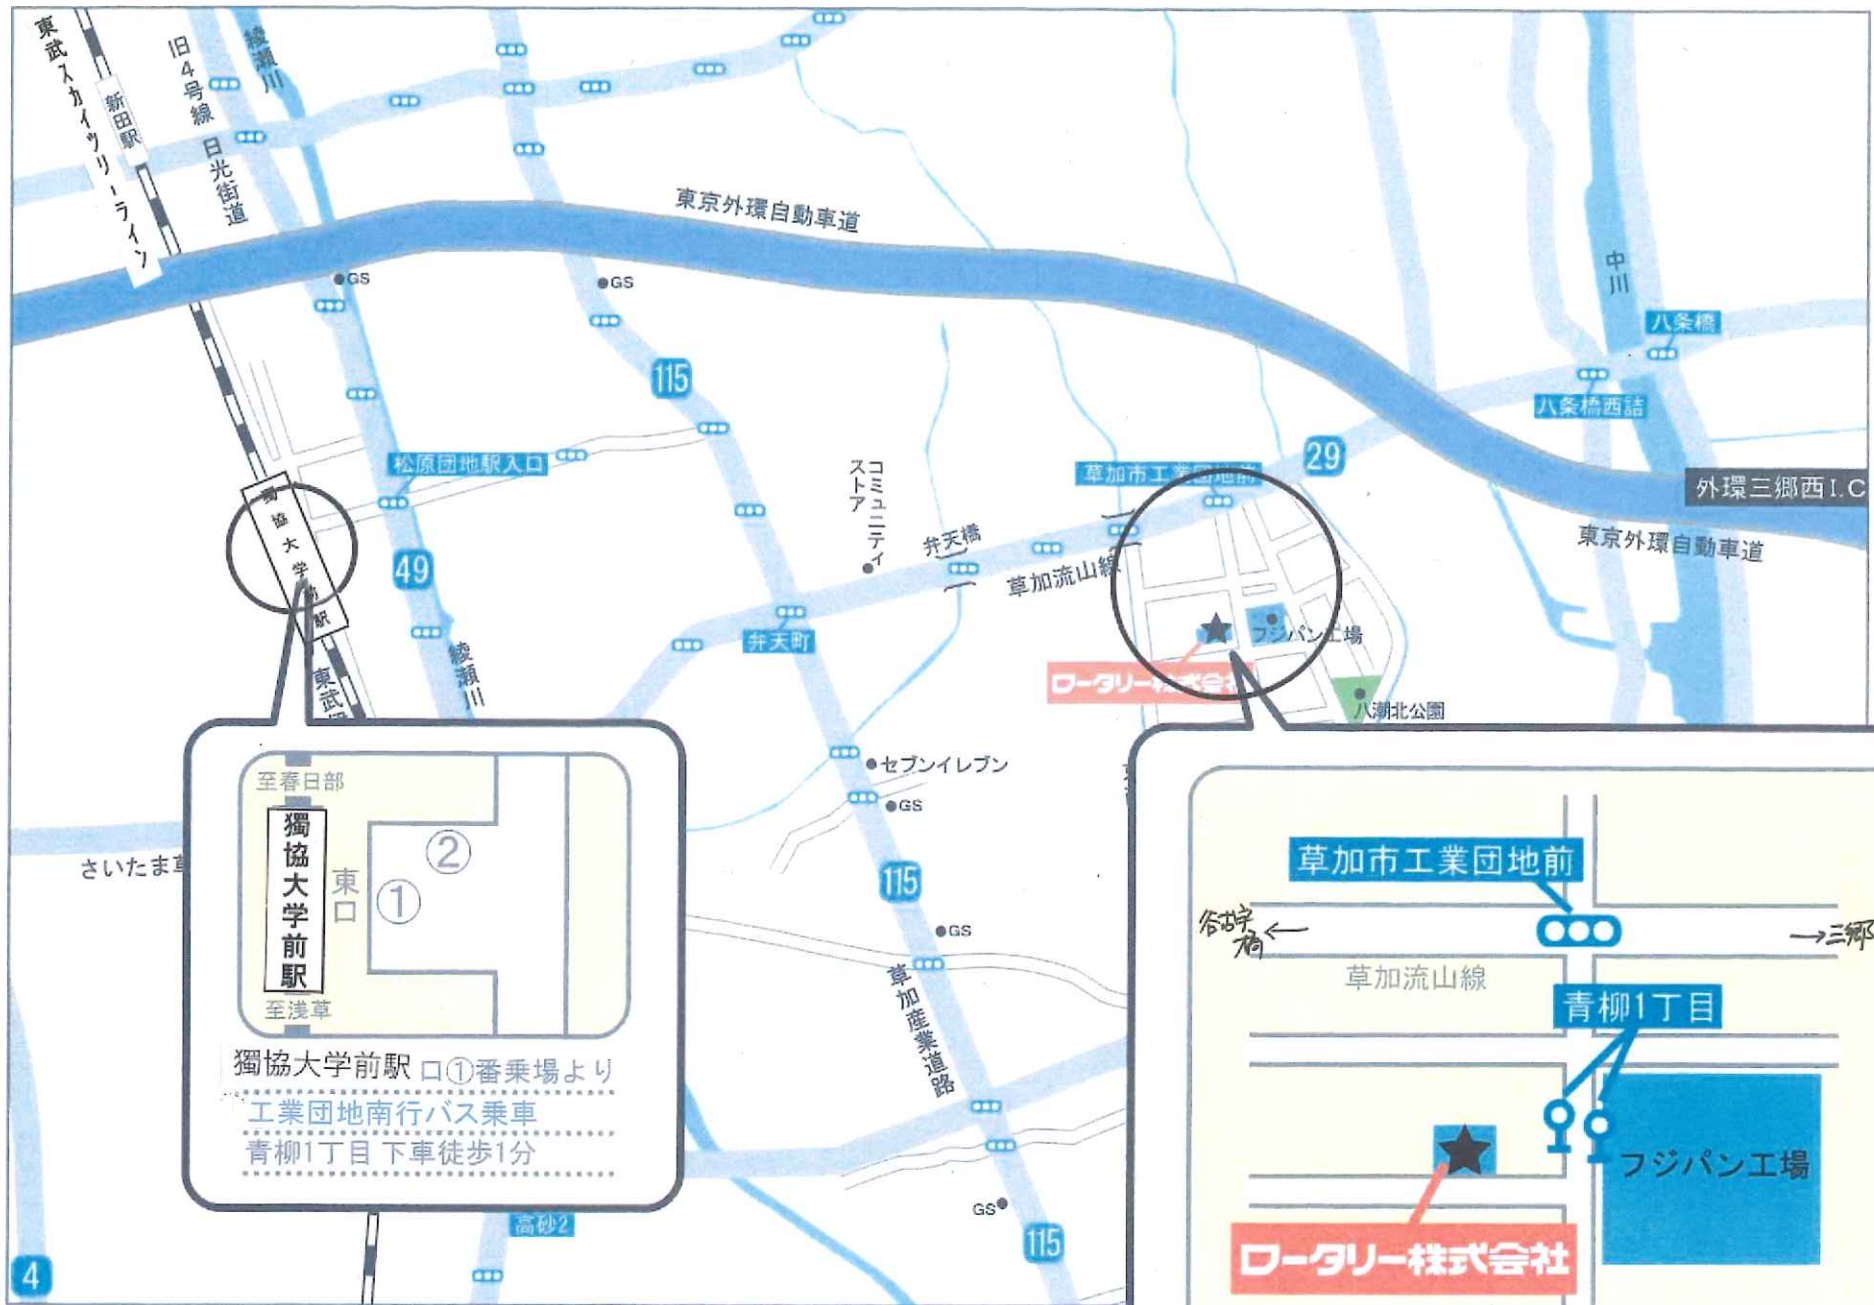 東武スカイツリーライン
新田駅
旧4号線 日光街道
綾瀬川
東京外環自動車道
GS
GS
中川
八条橋
115
八条橋西詰
松原団地駅入口
コミュニティ
ストア
草加市工業団地前
29
外環三郷西I.C
東京外環自動車道
獨協大学前駅
49
弁天橋
草加流山線
弁天町
フジパン工場
ロータリー株式会社
綾瀬川
八潮北公園
東武伊
セブンイレブン
GS
さいたま草
115
GS
草加産業道路
GS
115
高砂2
4
至春日部
獨協大学前駅
東口
①
②
至浅草
獨協大学前駅 口①番乗場より
工業団地南行バス乗車
青柳1丁目 下車徒歩1分
草加市工業団地前
谷古宇橋←
→三郷
草加流山線
青柳1丁目
フジパン工場
ロータリー株式会社